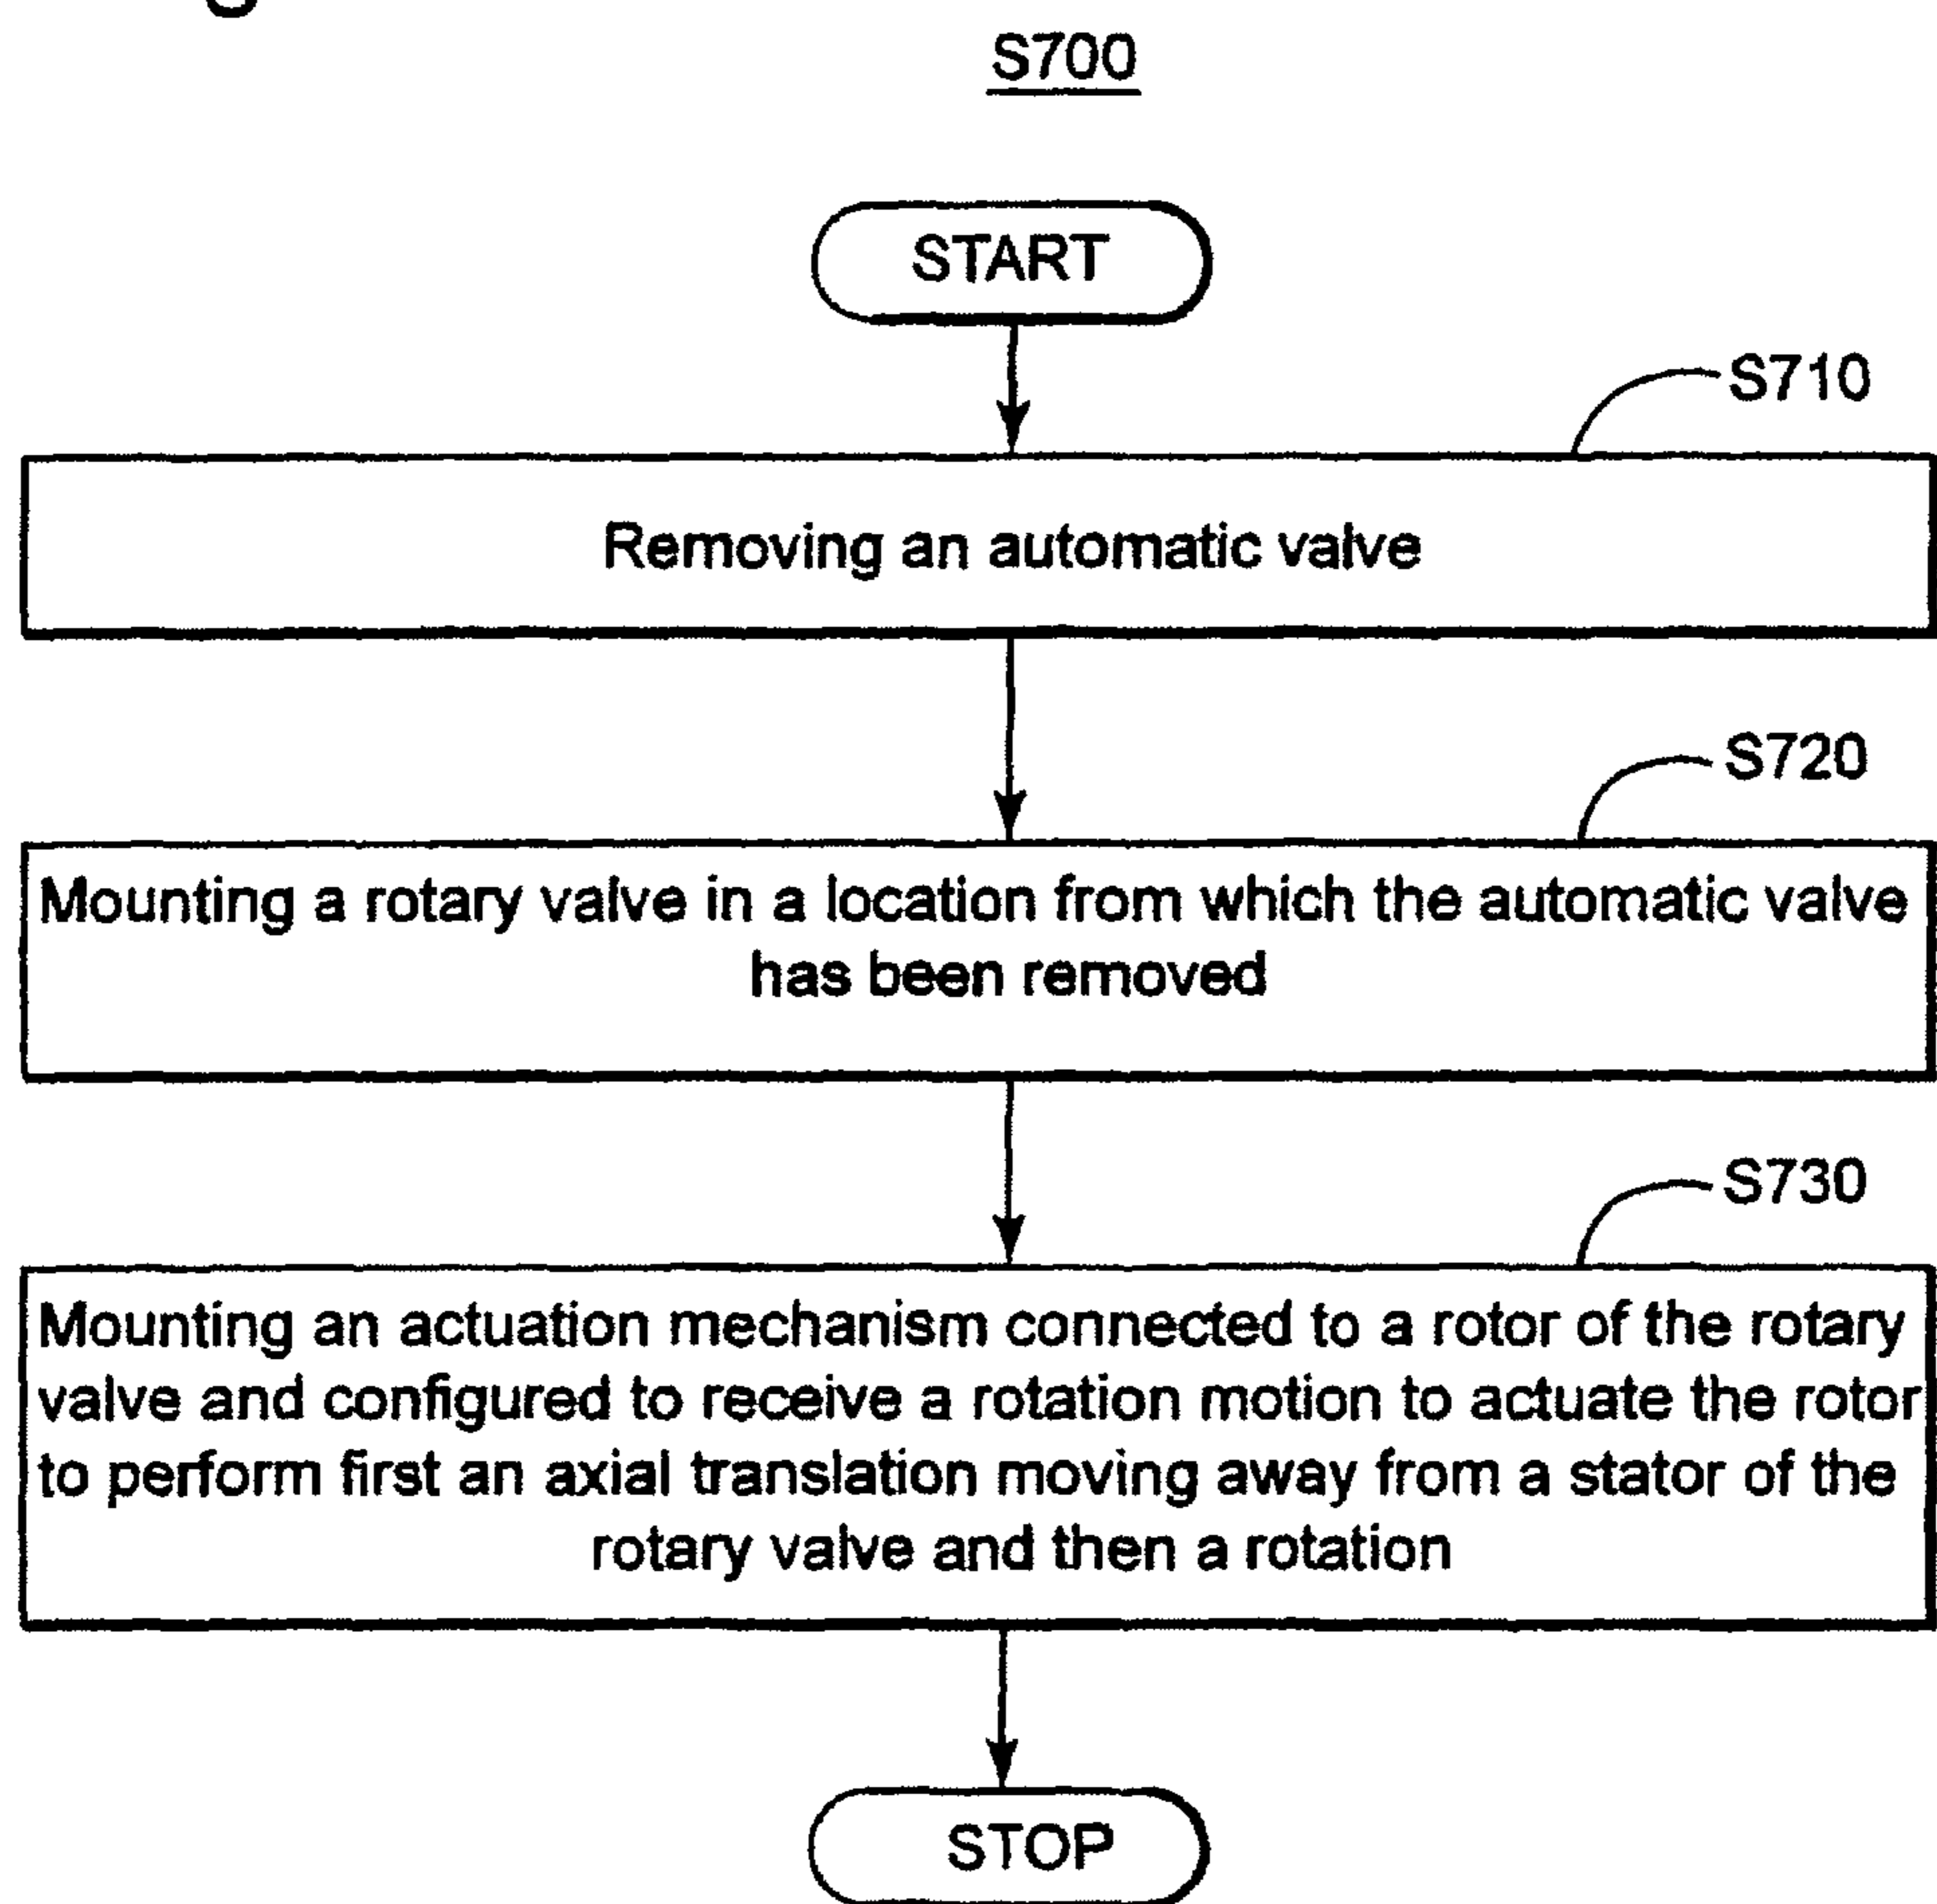 S700
START
S710
Removing an automatic valve
S720
Mounting a rotary valve in a location from which the automatic valve
has been removed
S730
Mounting an actuation mechanism connected to a rotor of the rotary
valve and configured to receive a rotation motion to actuate the rotor
to perform first an axial translation moving away from a stator of the
rotary valve and then a rotation
STOP